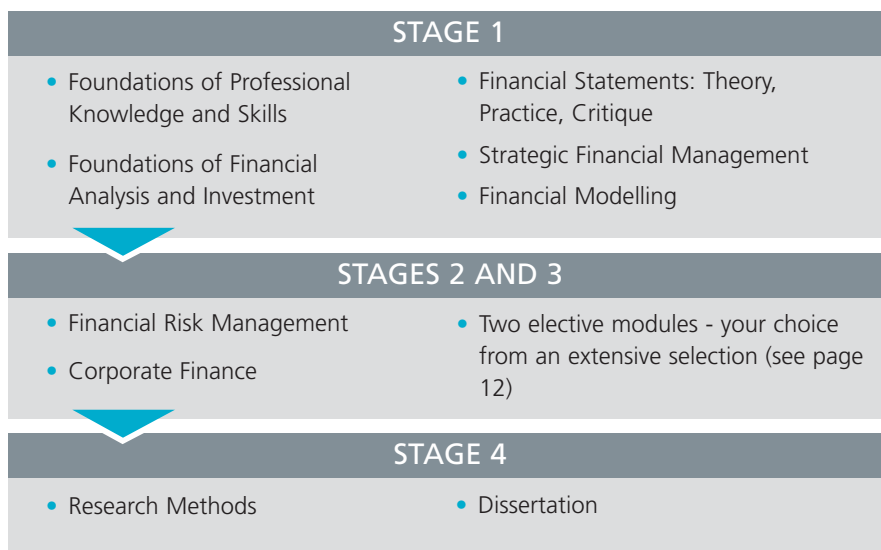 STAGE 1
• Foundations of Professional
Knowledge and Skills
• Foundations of Financial
Analysis and Investment
• Financial Statements: Theory,
Practice, Critique
• Strategic Financial Management
• Financial Modelling
STAGES 2 AND 3
• Financial Risk Management
• Corporate Finance
• Two elective modules - your choice
from an extensive selection (see page
12)
STAGE 4
• Research Methods
• Dissertation